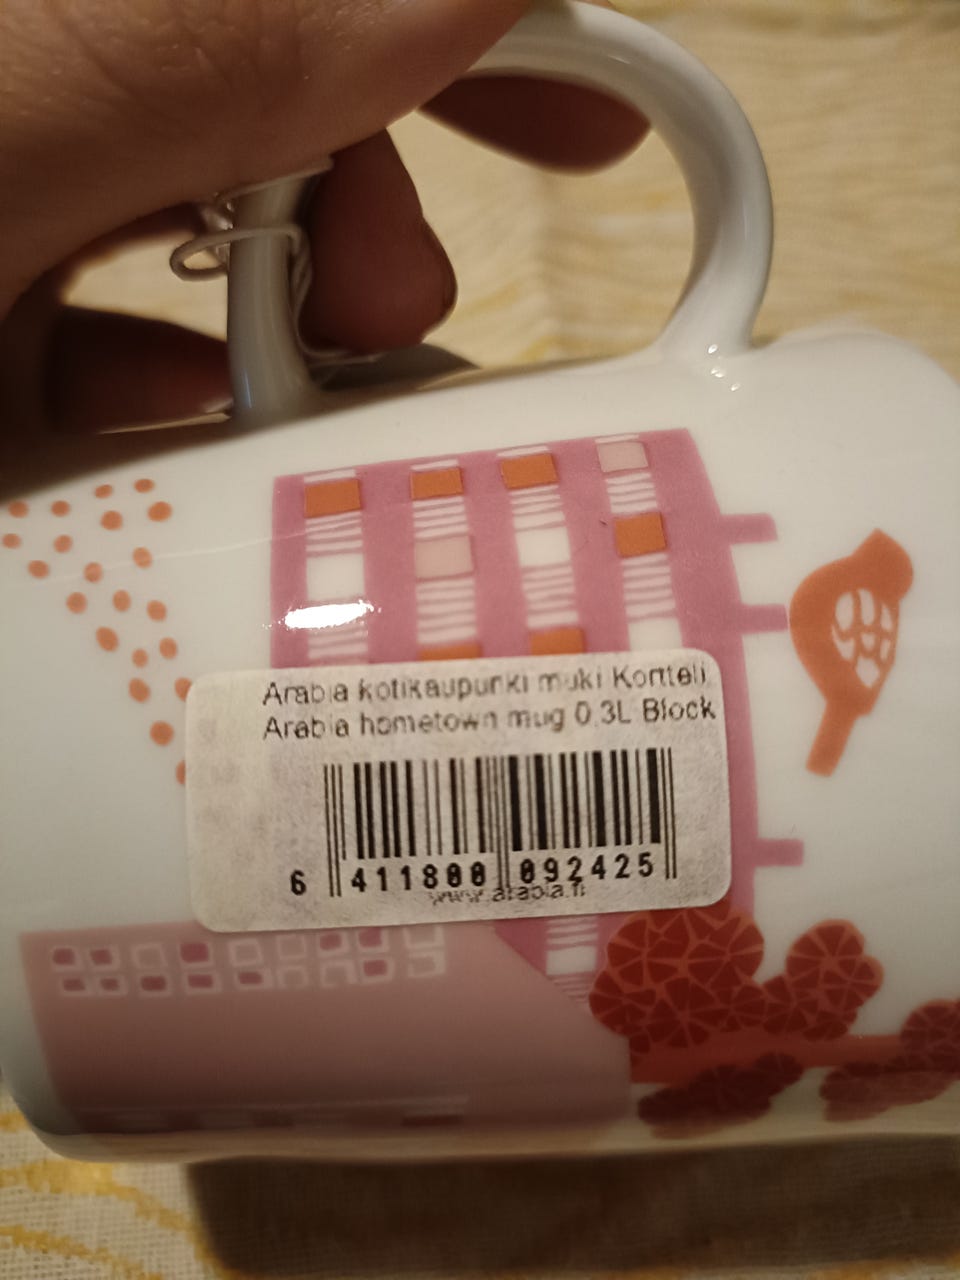 Arabia kotikaupunki muki Kortteli
Arabia hometown mug 0.3L Block
6 411800 092425
www.arabia.fi